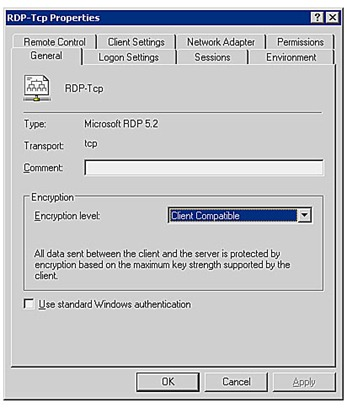 RDP-Tcp Properties
Remote Control
Client Settings
Network Adapter
Permissions
General
Logon Settings
Sessions
Environment
RDP-Tcp
Type:
Microsoft RDP 5.2
Transport:
tcp
Comment:
Encryption
Encryption level:
Client Compatible
All data sent between the client and the server is protected by
encryption based on the maximum key strength supported by the
client.
Use standard Windows authentication
OK
Cancel
Apply